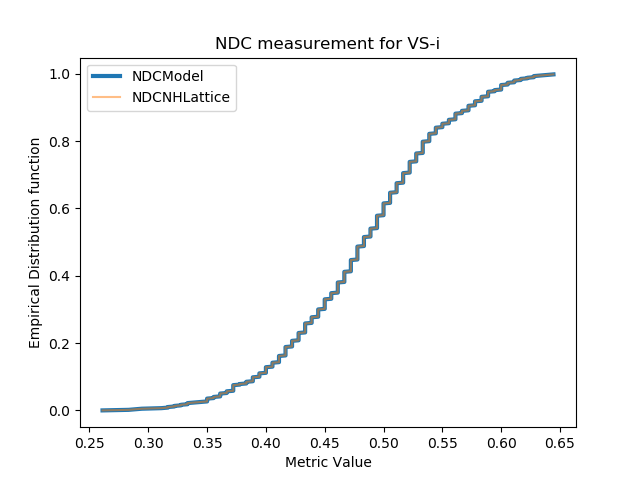 NDC measurement for VS-i
NDCModel
NDCNHLattice
Empirical Distribution function
1.0
0.8
0.6
0.4
0.2
0.0
0.25 0.30 0.35 0.40 0.45 0.50 0.55 0.60 0.65
Metric Value